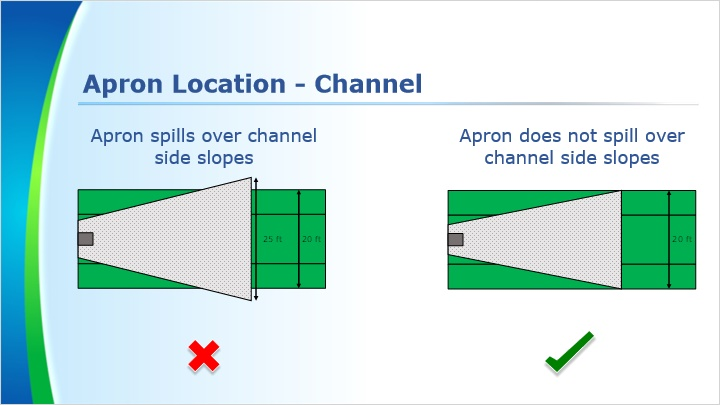 Apron Location - Channel
Apron spills over channel
side slopes
Apron does not spill over
channel side slopes
25 ft
20 ft
20 ft